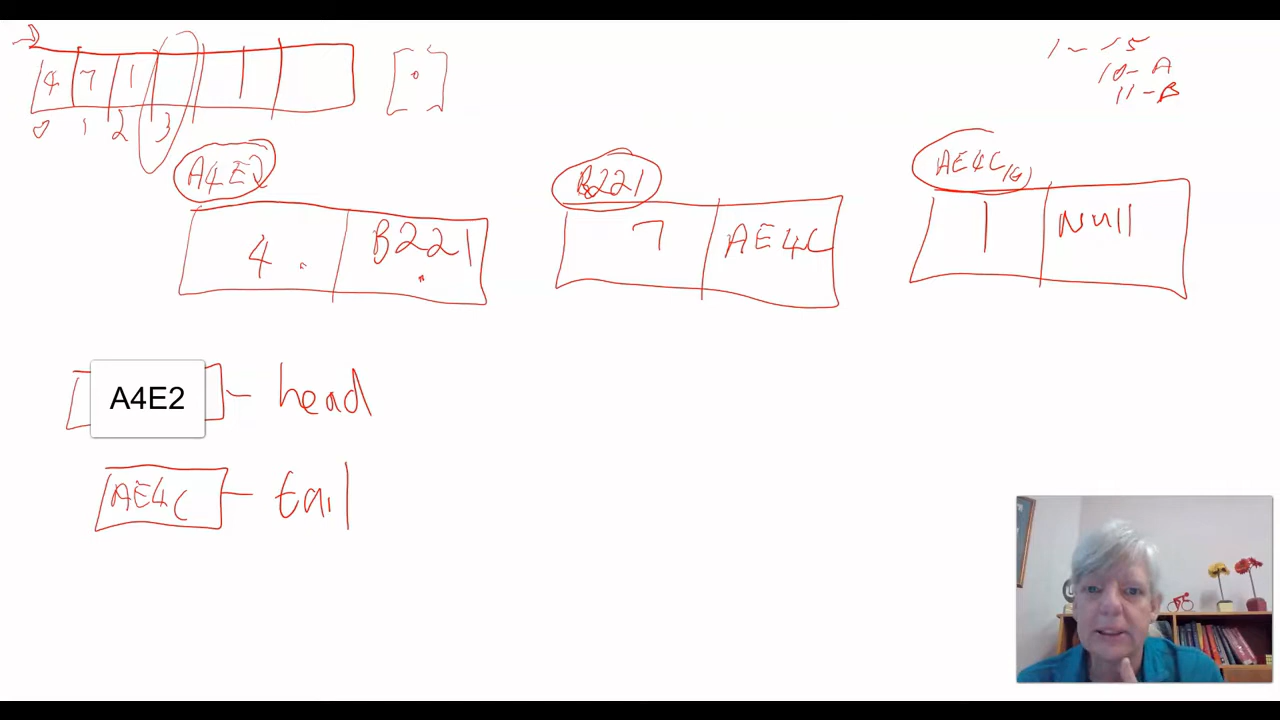 4 7 1
0 1 2 3
1 - 15
10 - A
11 - B
A4E2
B221
AE4C(16)
4 B221
7 AE4C
1 Null
A4E2 - head
AE4C - tail